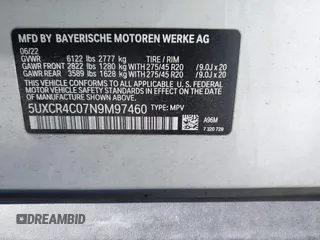 MFD BY BAYERISCHE MOTOREN WERKE AG
06/22
GVWR 6122 lbs 2777 kg TIRE / RIM
GAWR FRONT 2822 lbs 1280 kg FOR 275/45 R20 / 9.0J x 20
GAWR REAR 3589 lbs 1628 kg FOR 275/45 R20 / 9.0J x 20
THIS VEHICLE CONFORMS TO ALL APPLICABLE U. S. FEDERAL
MOTOR VEHICLE SAFETY STANDARDS IN EFFECT ON THE DATE
OF MANUFACTURE SHOWN ABOVE.
5UXCR4C07N9M97460 TYPE: MPV
A96M
7 320 729
DREAMBID